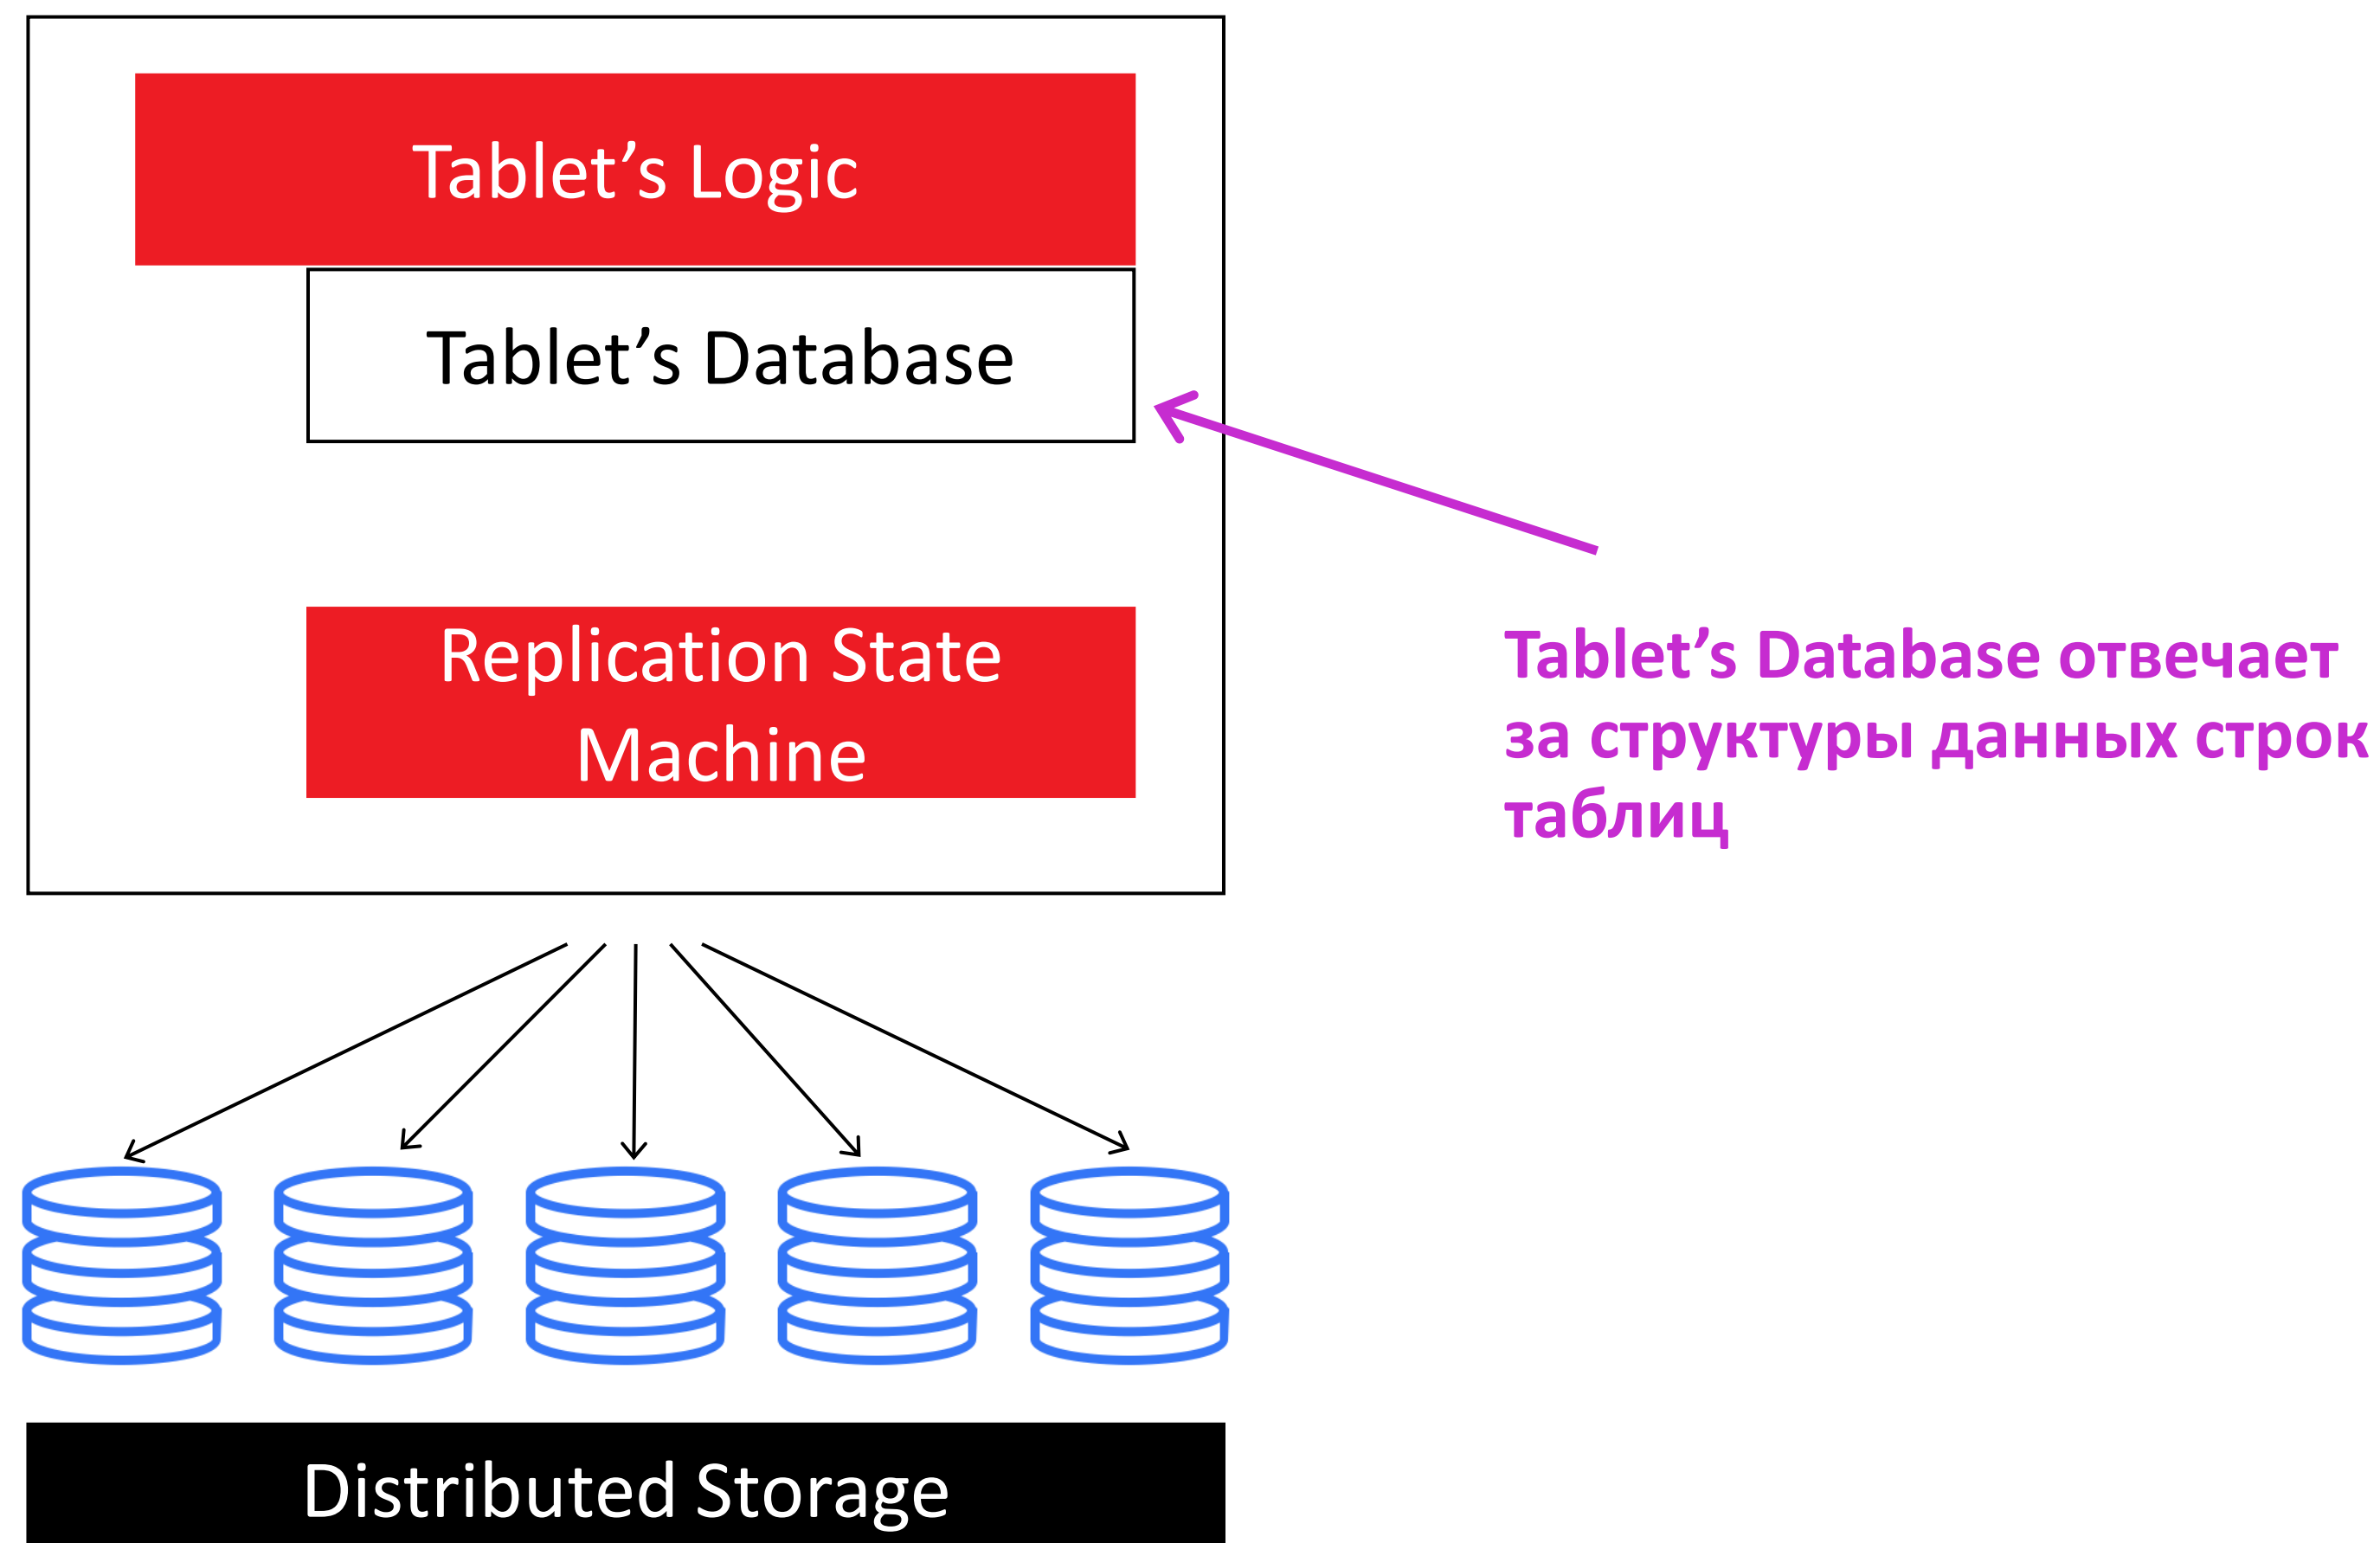 Tablet’s Logic
Tablet’s Database
Replication State
Machine
Tablet’s Database отвечает
за структуры данных строк
таблиц
Distributed Storage